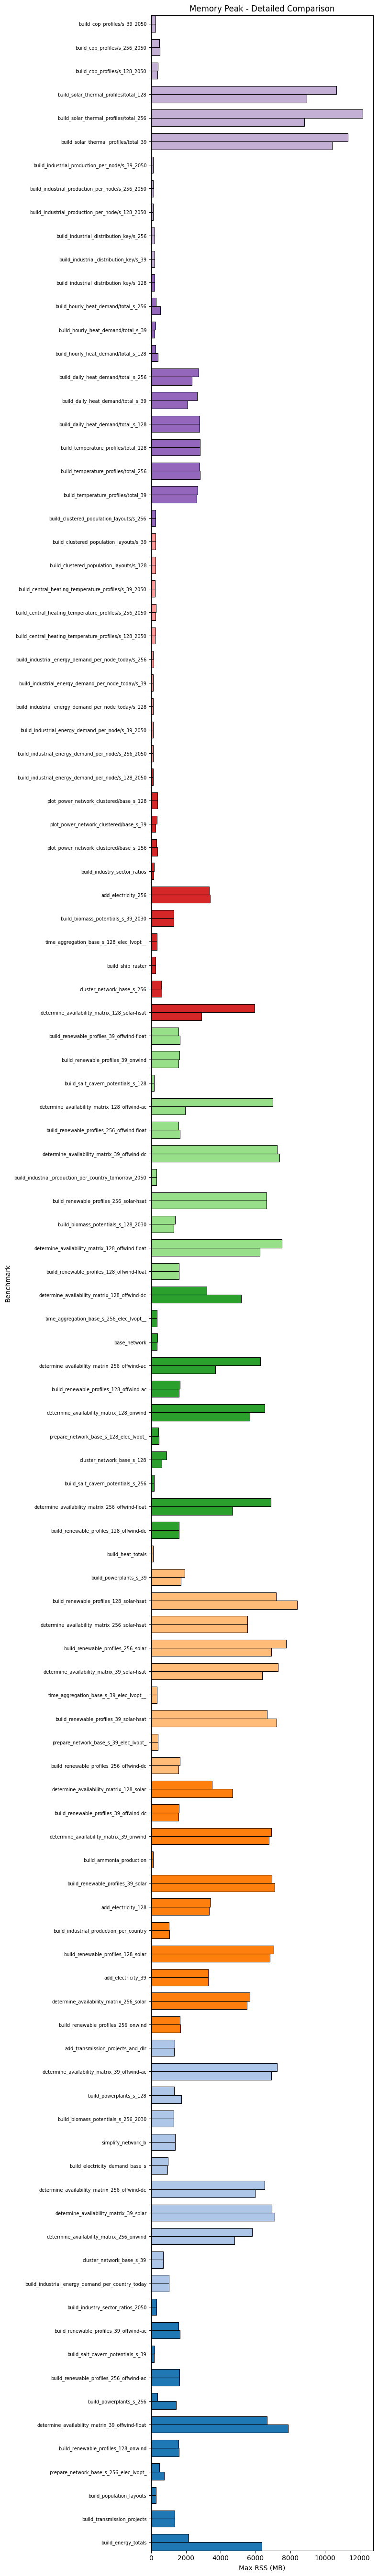 Memory Peak - Detailed Comparison
build_cop_profiles/s_39_2050
build_cop_profiles/s_256_2050
build_cop_profiles/s_128_2050
build_solar_thermal_profiles/total_128
build_solar_thermal_profiles/total_256
build_solar_thermal_profiles/total_39
build_industrial_production_per_node/s_39_2050
build_industrial_production_per_node/s_256_2050
build_industrial_production_per_node/s_128_2050
build_industrial_distribution_key/s_256
build_industrial_distribution_key/s_39
build_industrial_distribution_key/s_128
build_hourly_heat_demand/total_s_256
build_hourly_heat_demand/total_s_39
build_hourly_heat_demand/total_s_128
build_daily_heat_demand/total_s_256
build_daily_heat_demand/total_s_39
build_daily_heat_demand/total_s_128
build_temperature_profiles/total_128
build_temperature_profiles/total_256
build_temperature_profiles/total_39
build_clustered_population_layouts/s_256
build_clustered_population_layouts/s_39
build_clustered_population_layouts/s_128
build_central_heating_temperature_profiles/s_39_2050
build_central_heating_temperature_profiles/s_256_2050
build_central_heating_temperature_profiles/s_128_2050
build_industrial_energy_demand_per_node_today/s_256
build_industrial_energy_demand_per_node_today/s_39
build_industrial_energy_demand_per_node_today/s_128
build_industrial_energy_demand_per_node/s_39_2050
build_industrial_energy_demand_per_node/s_256_2050
build_industrial_energy_demand_per_node/s_128_2050
plot_power_network_clustered/base_s_128
plot_power_network_clustered/base_s_39
plot_power_network_clustered/base_s_256
build_industry_sector_ratios
add_electricity_256
build_biomass_potentials_s_39_2030
time_aggregation_base_s_128_elec_lvopt__
build_ship_raster
cluster_network_base_s_256
determine_availability_matrix_128_solar-hsat
build_renewable_profiles_39_offwind-float
build_renewable_profiles_39_onwind
build_salt_cavern_potentials_s_128
determine_availability_matrix_128_offwind-ac
build_renewable_profiles_256_offwind-float
determine_availability_matrix_39_offwind-dc
build_industrial_production_per_country_tomorrow_2050
build_renewable_profiles_256_solar-hsat
build_biomass_potentials_s_128_2030
determine_availability_matrix_128_offwind-float
build_renewable_profiles_128_offwind-float
determine_availability_matrix_128_offwind-dc
time_aggregation_base_s_256_elec_lvopt__
base_network
determine_availability_matrix_256_offwind-ac
build_renewable_profiles_128_offwind-ac
determine_availability_matrix_128_onwind
prepare_network_base_s_128_elec_lvopt_
cluster_network_base_s_128
build_salt_cavern_potentials_s_256
determine_availability_matrix_256_offwind-float
build_renewable_profiles_128_offwind-dc
build_heat_totals
build_powerplants_s_39
build_renewable_profiles_128_solar-hsat
determine_availability_matrix_256_solar-hsat
build_renewable_profiles_256_solar
determine_availability_matrix_39_solar-hsat
time_aggregation_base_s_39_elec_lvopt__
build_renewable_profiles_39_solar-hsat
prepare_network_base_s_39_elec_lvopt_
build_renewable_profiles_256_offwind-dc
determine_availability_matrix_128_solar
build_renewable_profiles_39_offwind-dc
determine_availability_matrix_39_onwind
build_ammonia_production
build_renewable_profiles_39_solar
add_electricity_128
build_industrial_production_per_country
build_renewable_profiles_128_solar
add_electricity_39
determine_availability_matrix_256_solar
build_renewable_profiles_256_onwind
add_transmission_projects_and_dlr
determine_availability_matrix_39_offwind-ac
build_powerplants_s_128
build_biomass_potentials_s_256_2030
simplify_network_b
build_electricity_demand_base_s
determine_availability_matrix_256_offwind-dc
determine_availability_matrix_39_solar
determine_availability_matrix_256_onwind
cluster_network_base_s_39
build_industrial_energy_demand_per_country_today
build_industry_sector_ratios_2050
build_renewable_profiles_39_offwind-ac
build_salt_cavern_potentials_s_39
build_renewable_profiles_256_offwind-ac
build_powerplants_s_256
determine_availability_matrix_39_offwind-float
build_renewable_profiles_128_onwind
prepare_network_base_s_256_elec_lvopt_
build_population_layouts
build_transmission_projects
build_energy_totals
Benchmark
0 2000 4000 6000 8000 10000 12000
Max RSS (MB)